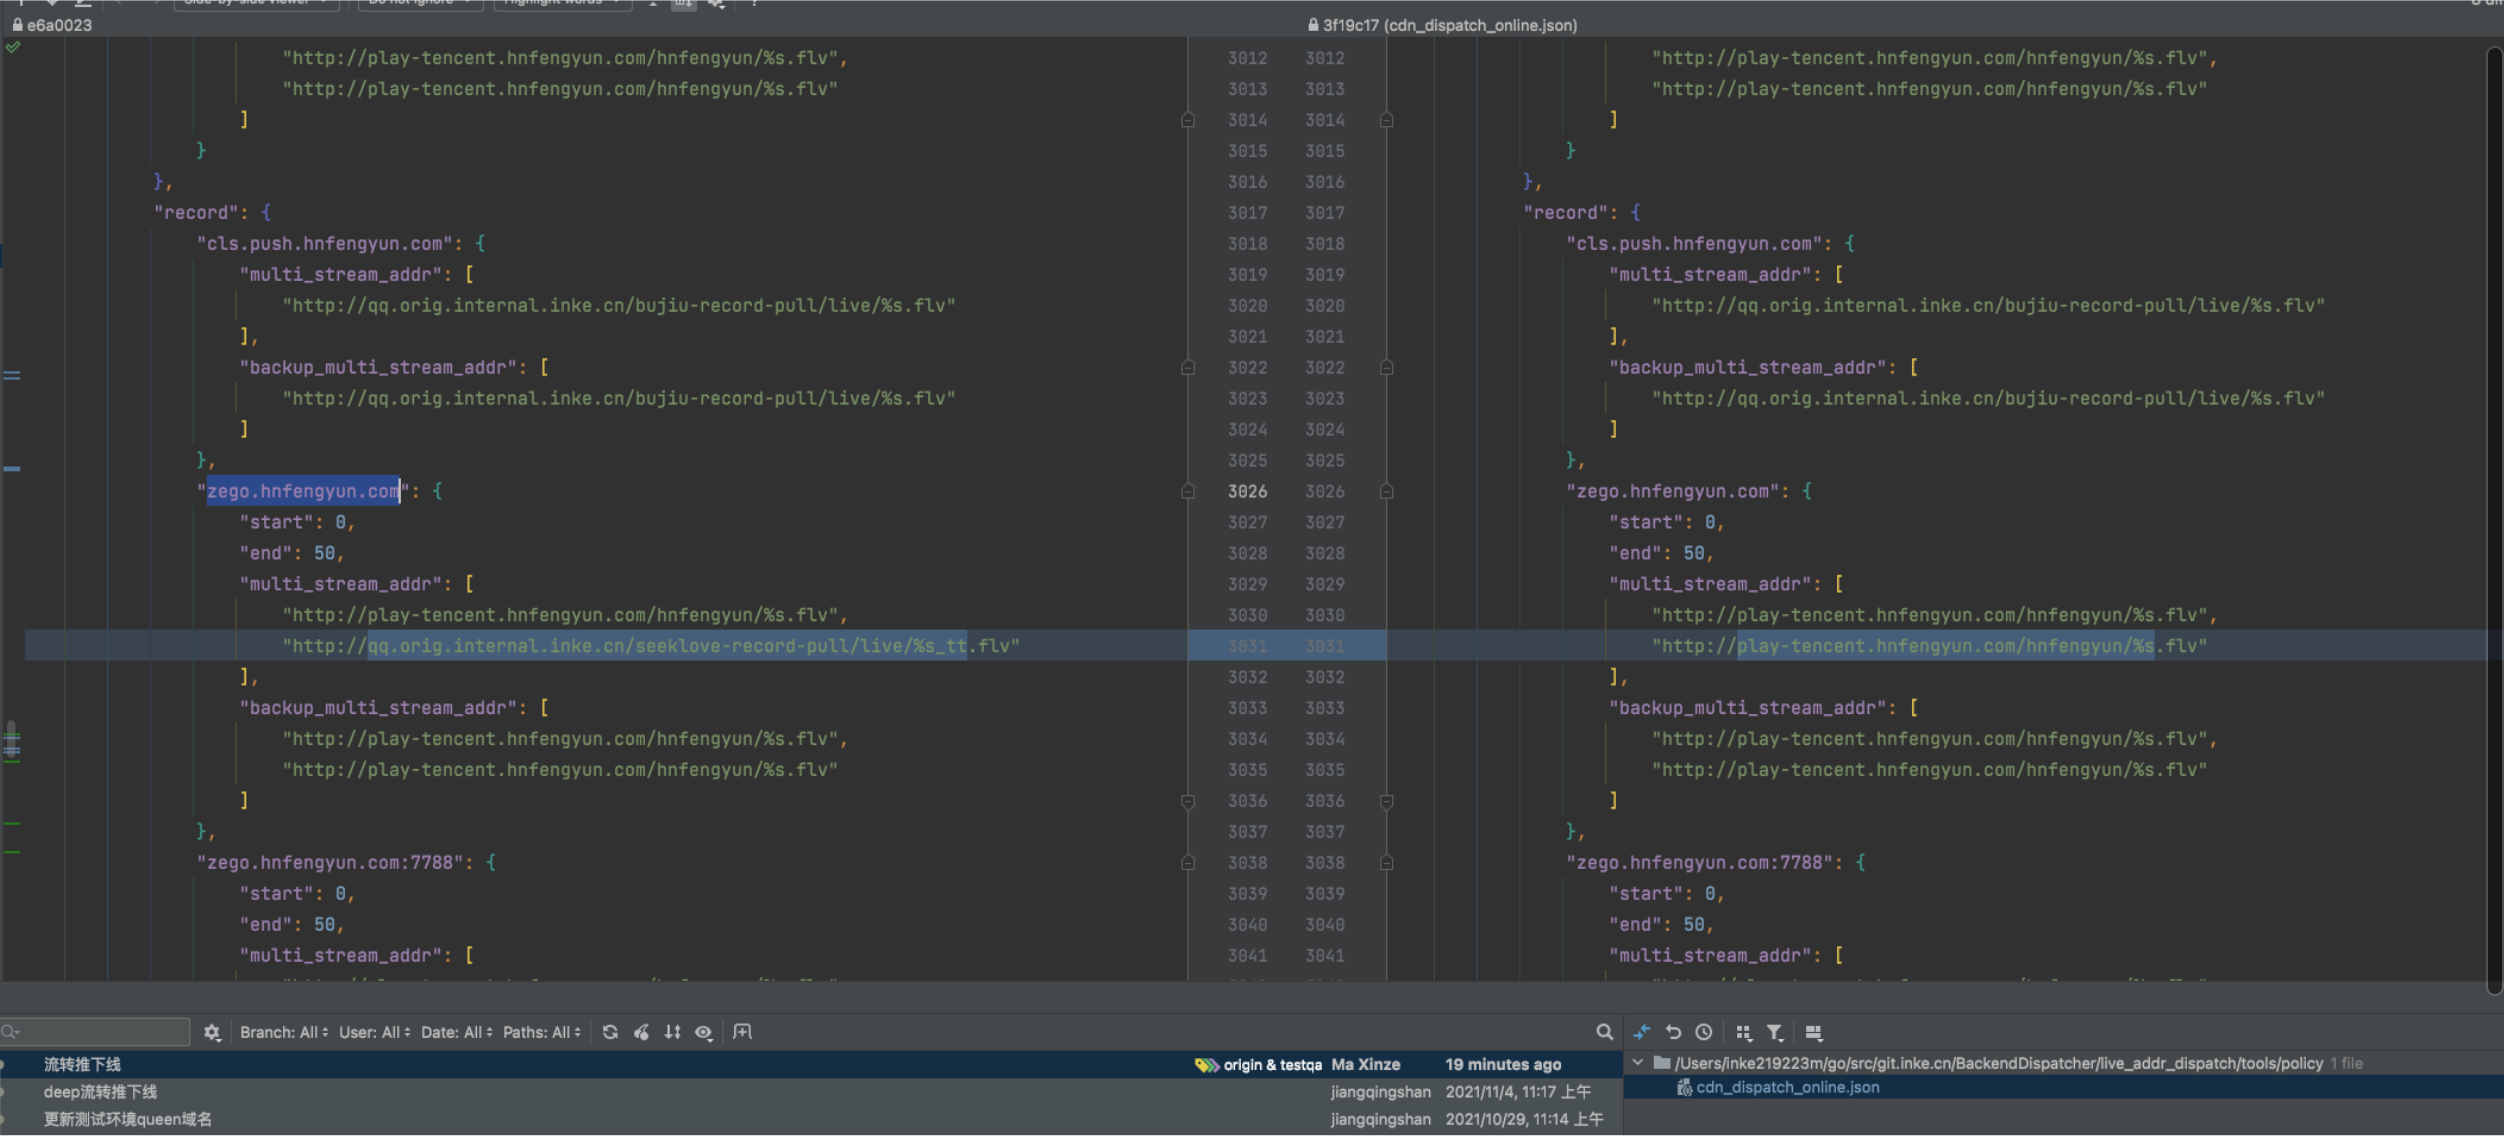 Side-by-side viewer Do not ignore Highlight words
e6a0023
3f19c17 (cdn_dispatch_online.json)
"http://play-tencent.hnfengyun.com/hnfengyun/%s.flv", 3012 3012 "http://play-tencent.hnfengyun.com/hnfengyun/%s.flv",
"http://play-tencent.hnfengyun.com/hnfengyun/%s.flv" 3013 3013 "http://play-tencent.hnfengyun.com/hnfengyun/%s.flv"
] 3014 3014 ]
} 3015 3015 }
}, 3016 3016 },
"record": { 3017 3017 "record": {
"cls.push.hnfengyun.com": { 3018 3018 "cls.push.hnfengyun.com": {
"multi_stream_addr": [ 3019 3019 "multi_stream_addr": [
"http://qq.orig.internal.inke.cn/bujiu-record-pull/live/%s.flv" 3020 3020 "http://qq.orig.internal.inke.cn/bujiu-record-pull/live/%s.flv"
], 3021 3021 ],
"backup_multi_stream_addr": [ 3022 3022 "backup_multi_stream_addr": [
"http://qq.orig.internal.inke.cn/bujiu-record-pull/live/%s.flv" 3023 3023 "http://qq.orig.internal.inke.cn/bujiu-record-pull/live/%s.flv"
] 3024 3024 ]
}, 3025 3025 },
"zego.hnfengyun.com": { 3026 3026 "zego.hnfengyun.com": {
"start": 0, 3027 3027 "start": 0,
"end": 50, 3028 3028 "end": 50,
"multi_stream_addr": [ 3029 3029 "multi_stream_addr": [
"http://play-tencent.hnfengyun.com/hnfengyun/%s.flv", 3030 3030 "http://play-tencent.hnfengyun.com/hnfengyun/%s.flv",
"http://qq.orig.internal.inke.cn/seeklove-record-pull/live/%s_tt.flv" 3031 3031 "http://play-tencent.hnfengyun.com/hnfengyun/%s.flv"
], 3032 3032 ],
"backup_multi_stream_addr": [ 3033 3033 "backup_multi_stream_addr": [
"http://play-tencent.hnfengyun.com/hnfengyun/%s.flv", 3034 3034 "http://play-tencent.hnfengyun.com/hnfengyun/%s.flv",
"http://play-tencent.hnfengyun.com/hnfengyun/%s.flv" 3035 3035 "http://play-tencent.hnfengyun.com/hnfengyun/%s.flv"
] 3036 3036 ]
}, 3037 3037 },
"zego.hnfengyun.com:7788": { 3038 3038 "zego.hnfengyun.com:7788": {
"start": 0, 3039 3039 "start": 0,
"end": 50, 3040 3040 "end": 50,
"multi_stream_addr": [ 3041 3041 "multi_stream_addr": [
Branch: All User: All Date: All Paths: All
流转推下线 origin & testqa Ma Xinze 19 minutes ago
deep流转推下线 jiangqingshan 2021/11/4, 11:17 上午
更新测试环境queen域名 jiangqingshan 2021/10/29, 11:14 上午
/Users/inke219223m/go/src/git.inke.cn/BackendDispatcher/live_addr_dispatch/tools/policy 1 file
cdn_dispatch_online.json